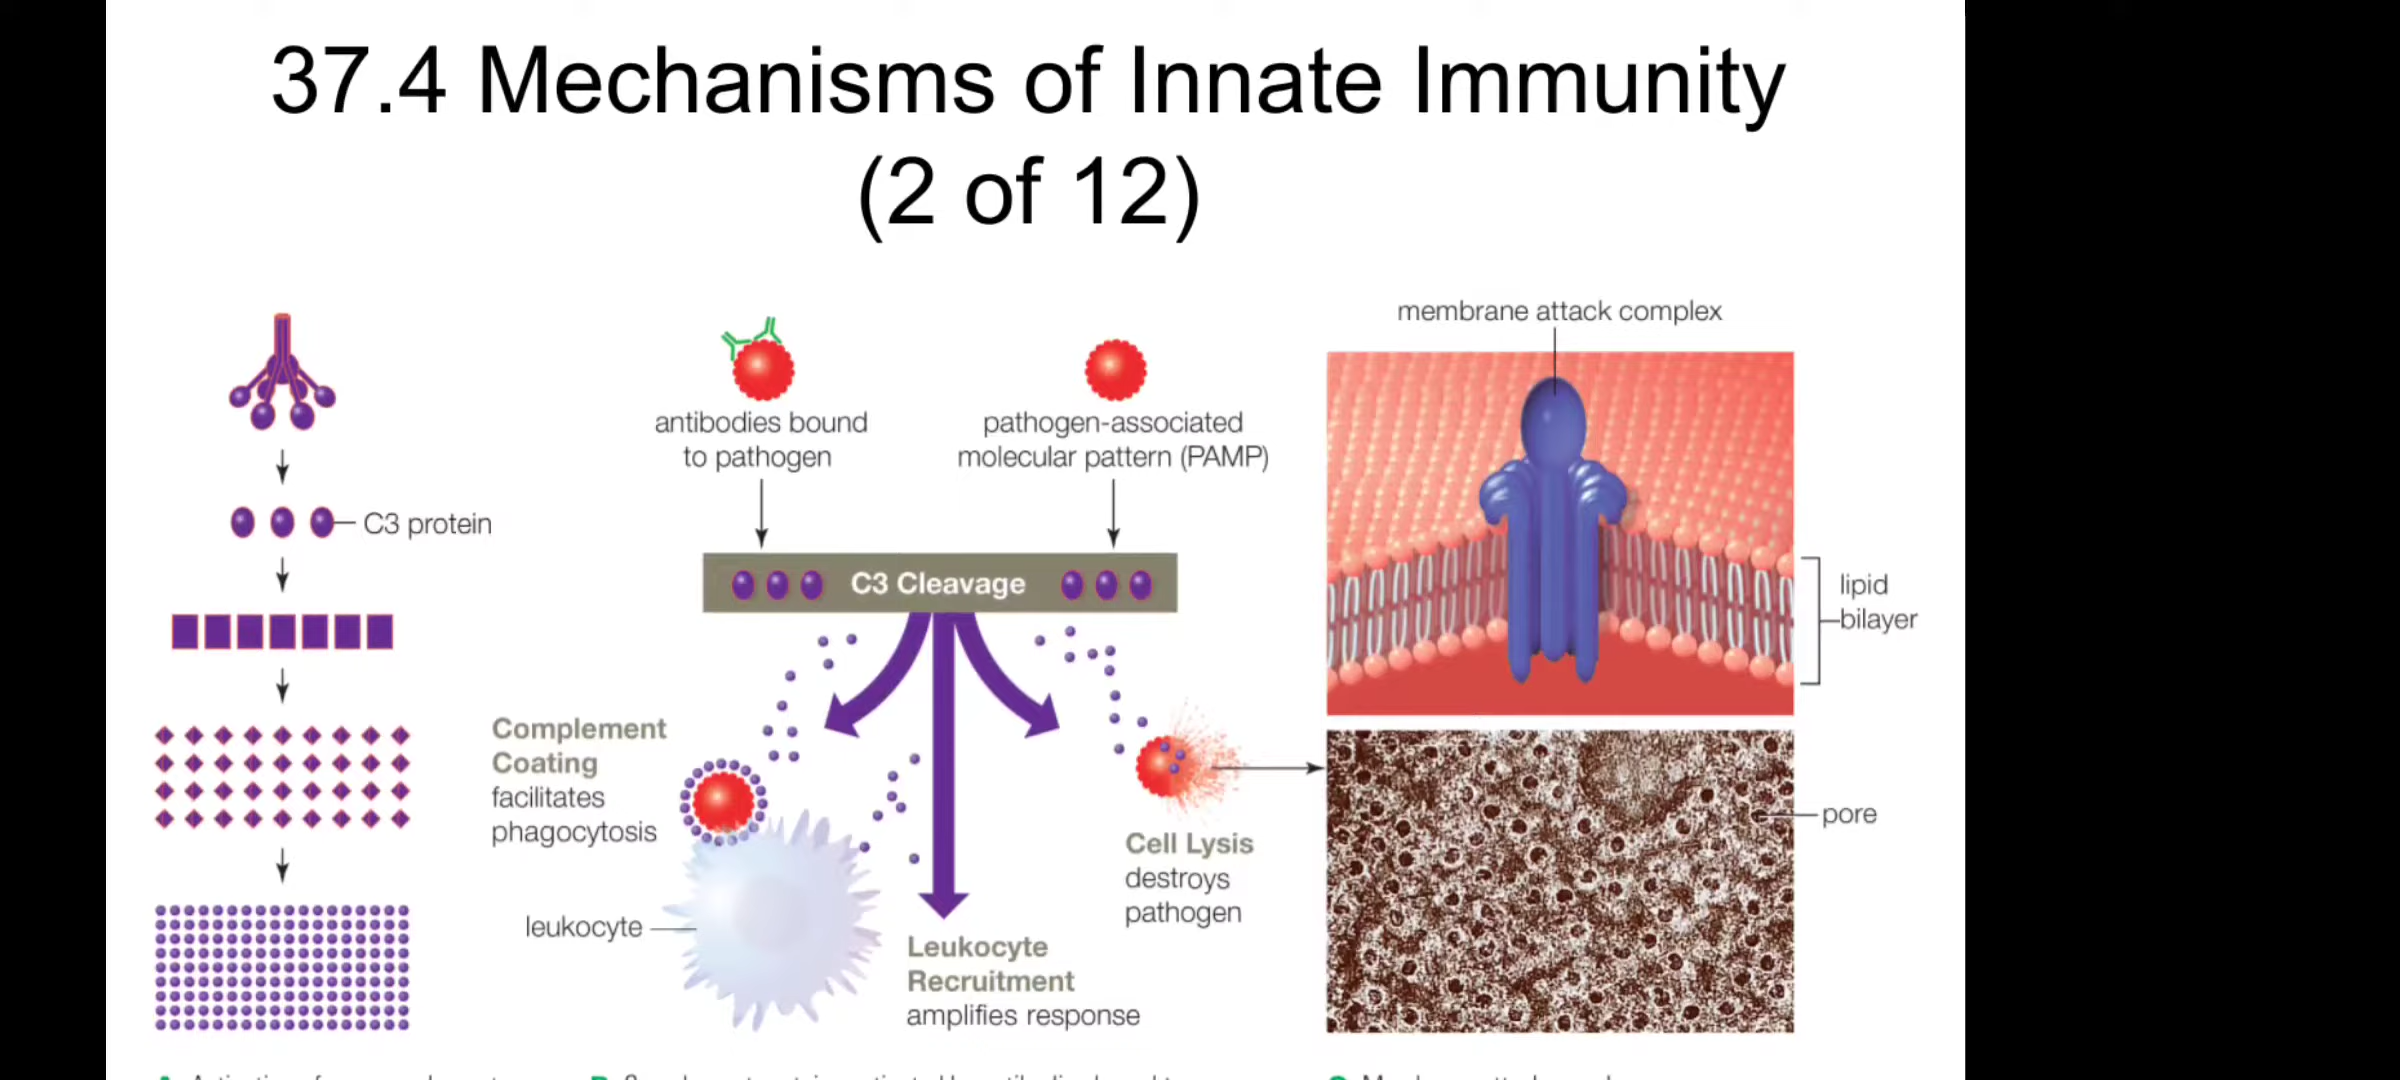 37.4 Mechanisms of Innate Immunity
(2 of 12)
C3 protein
antibodies bound
to pathogen
pathogen-associated
molecular pattern (PAMP)
C3 Cleavage
Complement
Coating
facilitates
phagocytosis
leukocyte
Leukocyte
Recruitment
amplifies response
Cell Lysis
destroys
pathogen
membrane attack complex
lipid
bilayer
pore